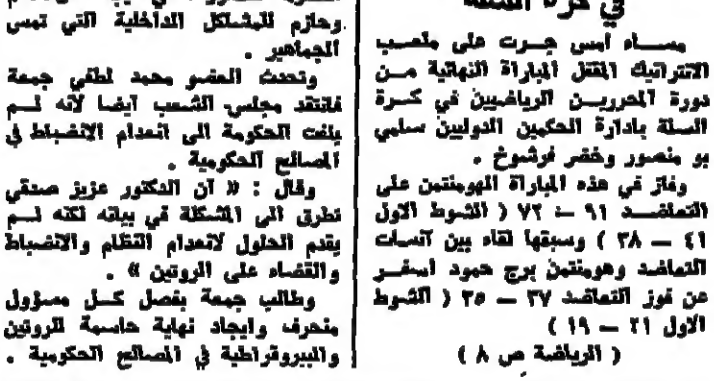 في كرة السلة
مساء امس جرت على ملعب
الانترانيك المقفل المباراة النهائية من
دورة المحررين الرياضيين في كرة
السلة بادارة الحكمين الدوليين سامي
بو منصور وخضر فرشوخ .
وفاز في هذه المباراة الهومنتمن على
التعاضد ٩١ — ٧٢ ( الشوط الاول
٤١ — ٣٨ ) وسبقها لقاء بين آنسات
التعاضد وهومنتمن برج حمود اسفر
عن فوز التعاضد ٣٧ — ٣٥ ( الشوط
الاول ٢١ — ١٩ )
( الرياضة ص ٨ )
وحازم للمشاكل الداخلية التي تمس
الجماهير .
وتحدث العضو محمد لطفي جمعة
فانتقد مجلس الشعب ايضا لانه لم
يلفت الحكومة الى انعدام الانضباط في
المصالح الحكومية .
وقال : « ان الدكتور عزيز صدقي
تطرق الى المشكلة في بيانه لكنه لم
يقدم الحلول لانعدام النظام والانضباط
والقضاء على الروتين » .
وطالب جمعة بفصل كل مسؤول
منحرف وايجاد نهاية حاسمة للروتين
والبيروقراطية في المصالح الحكومية .